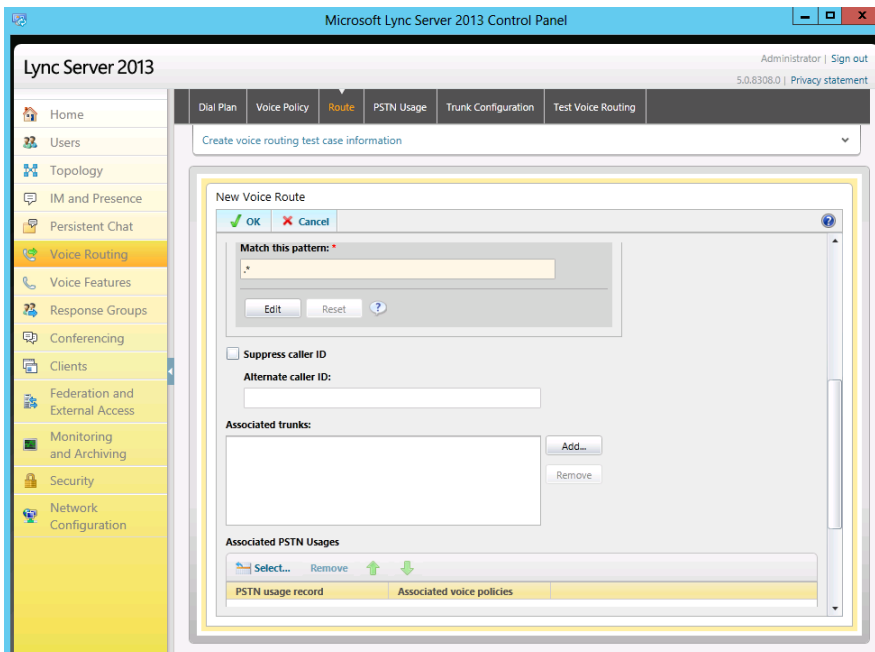 Microsoft Lync Server 2013 Control Panel
Lync Server 2013
Administrator | Sign out
5.0.8308.0 | Privacy statement
Home
Users
Topology
IM and Presence
Persistent Chat
Voice Routing
Voice Features
Response Groups
Conferencing
Clients
Federation and
External Access
Monitoring
and Archiving
Security
Network
Configuration
Dial Plan Voice Policy Route PSTN Usage Trunk Configuration Test Voice Routing
Create voice routing test case information
New Voice Route
OK Cancel
Match this pattern: *
.*
Edit Reset
Suppress caller ID
Alternate caller ID:
Associated trunks:
Add...
Remove
Associated PSTN Usages
Select... Remove
PSTN usage record Associated voice policies